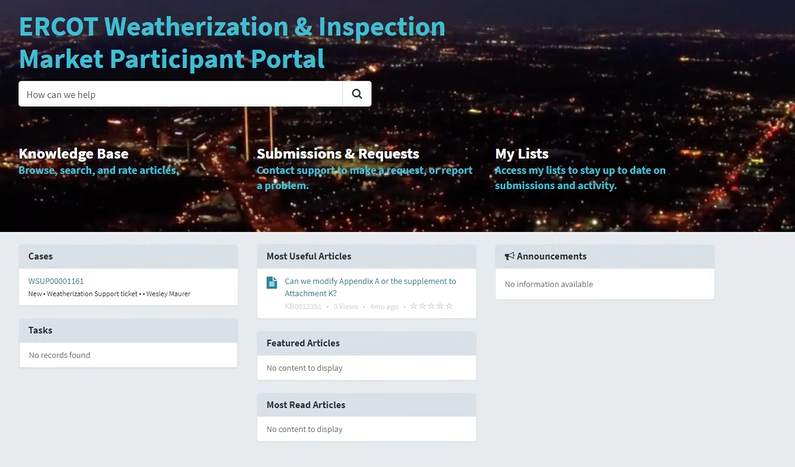 ERCOT Weatherization & Inspection
Market Participant Portal
How can we help
Knowledge Base
Browse, search, and rate articles.
Submissions & Requests
Contact support to make a request, or report
a problem.
My Lists
Access my lists to stay up to date on
submissions and activity.
Cases
WSUP00001161
New • Weatherization Support ticket • • Wesley Maurer
Tasks
No records found
Most Useful Articles
Can we modify Appendix A or the supplement to
Attachment K?
KB0012351 • 0 Views • 4mo ago • ☆☆☆☆☆
Featured Articles
No content to display
Most Read Articles
No content to display
Announcements
No information available